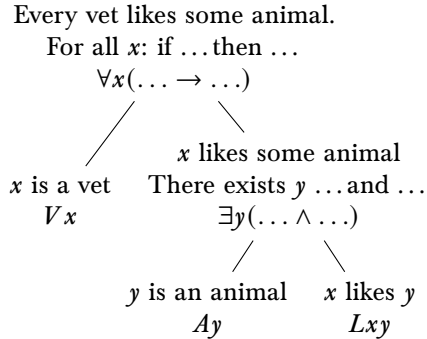 Every vet likes some animal.
For all x: if … then …
∀x(… → …)
x likes some animal
x is a vet There exists y … and …
Vx ∃y(… ∧ …)
y is an animal x likes y
Ay Lxy